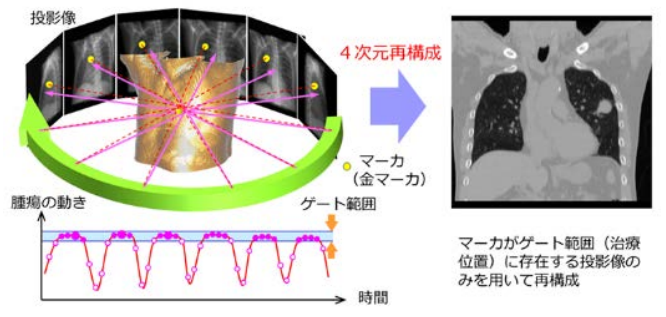 投影像
４次元再構成
マーカ
（金マーカ）
腫瘍の動き
ゲート範囲
時間
マーカがゲート範囲（治療
位置）に存在する投影像の
みを用いて再構成